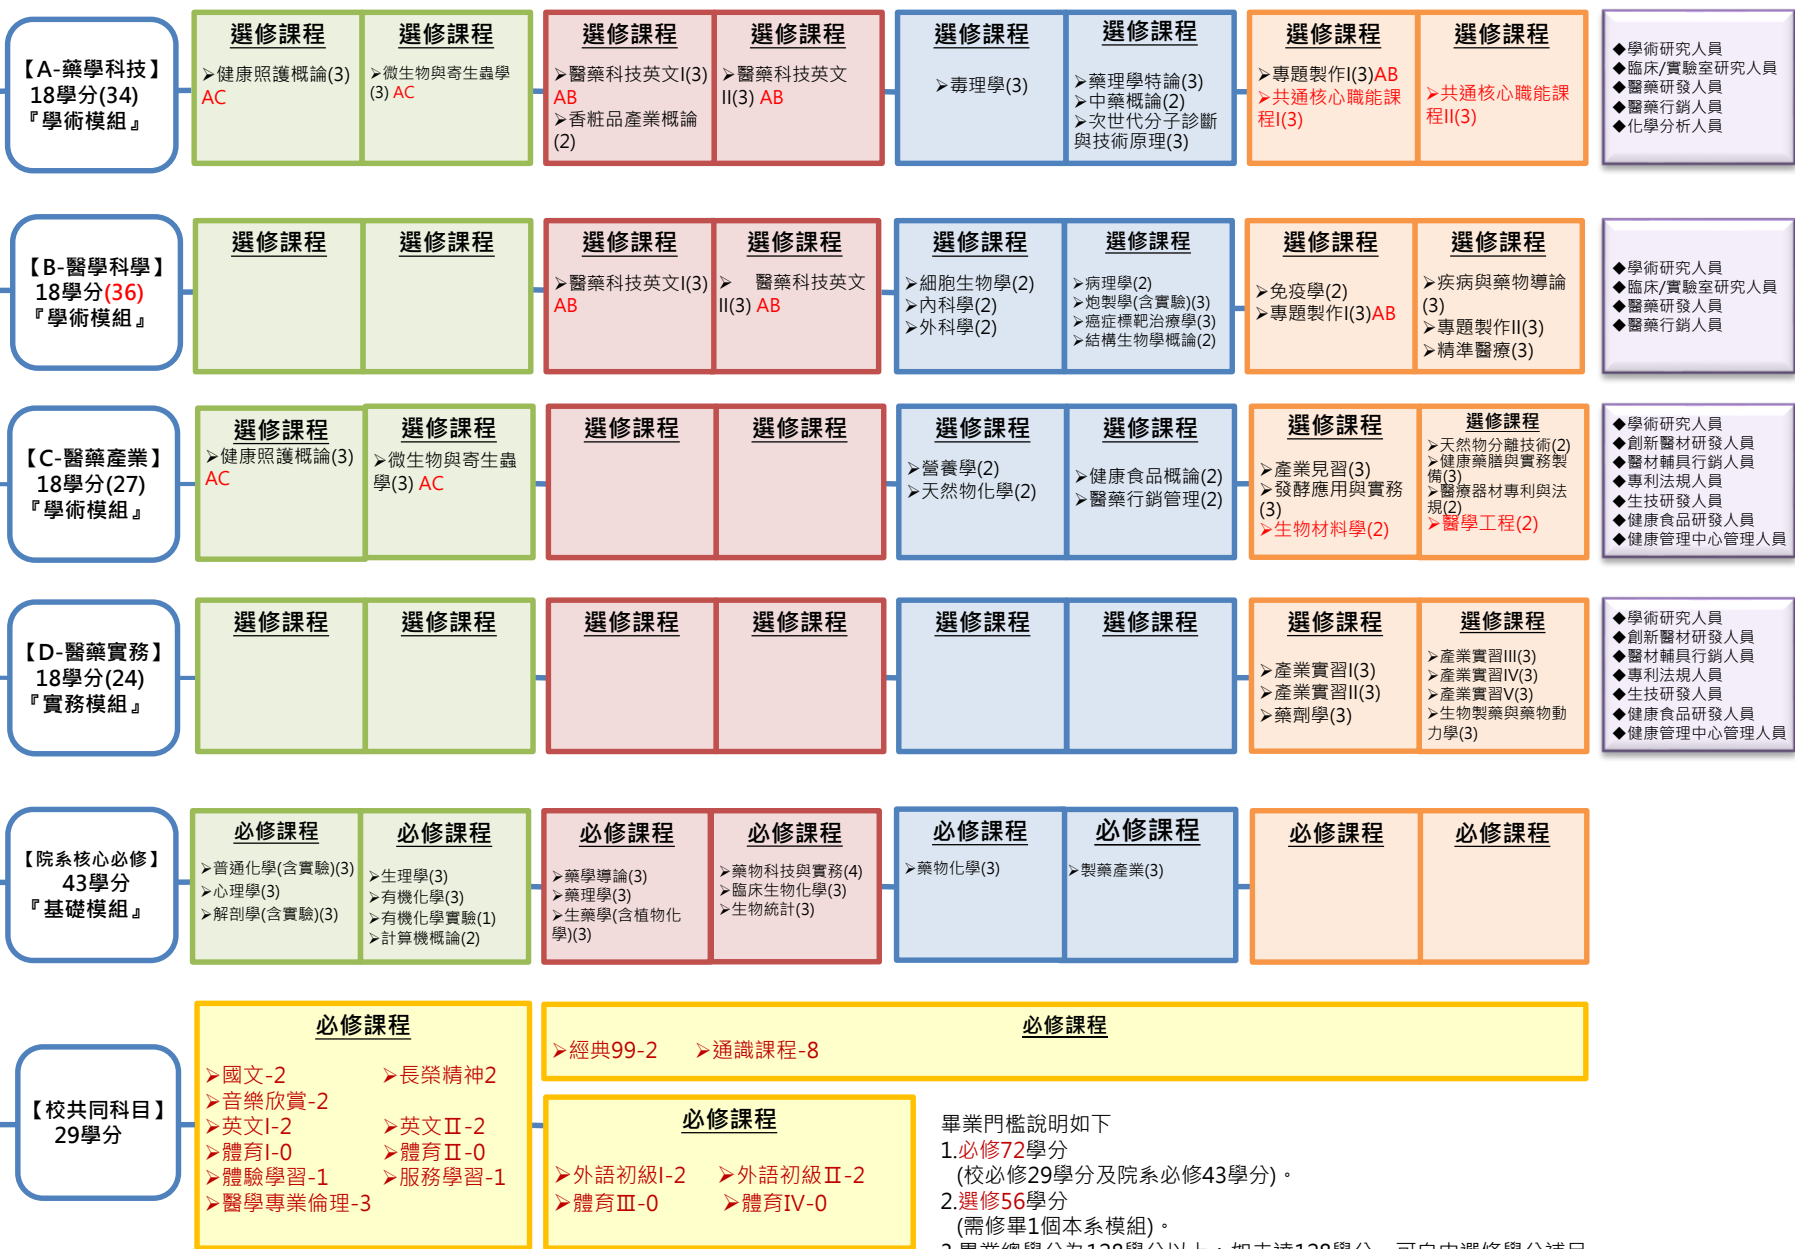 【A-藥學科技】
18學分(34)
『學術模組』
選修課程
➢健康照護概論(3)
AC
選修課程
➢微生物與寄生蟲學
(3) AC
選修課程
➢醫藥科技英文I(3)
AB
➢香粧品產業概論
(2)
選修課程
➢醫藥科技英文
II(3) AB
選修課程
➢毒理學(3)
選修課程
➢藥理學特論(3)
➢中藥概論(2)
➢次世代分子診斷
與技術原理(3)
選修課程
➢專題製作I(3)AB
➢共通核心職能課
程I(3)
選修課程
➢共通核心職能課
程II(3)
◆學術研究人員
◆臨床/實驗室研究人員
◆醫藥研發人員
◆醫藥行銷人員
◆化學分析人員
【B-醫學科學】
18學分(36)
『學術模組』
選修課程
選修課程
選修課程
➢醫藥科技英文I(3)
AB
選修課程
➢ 醫藥科技英文
II(3) AB
選修課程
➢細胞生物學(2)
➢內科學(2)
➢外科學(2)
選修課程
➢病理學(2)
➢炮製學(含實驗)(3)
➢癌症標靶治療學(3)
➢結構生物學概論(2)
選修課程
➢免疫學(2)
➢專題製作I(3)AB
選修課程
➢疾病與藥物導論
(3)
➢專題製作II(3)
➢精準醫療(3)
◆學術研究人員
◆臨床/實驗室研究人員
◆醫藥研發人員
◆醫藥行銷人員
【C-醫藥產業】
18學分(27)
『學術模組』
選修課程
➢健康照護概論(3)
AC
選修課程
➢微生物與寄生蟲
學(3) AC
選修課程
選修課程
選修課程
➢營養學(2)
➢天然物化學(2)
選修課程
➢健康食品概論(2)
➢醫藥行銷管理(2)
選修課程
➢產業見習(3)
➢發酵應用與實務
(3)
➢生物材料學(2)
選修課程
➢天然物分離技術(2)
➢健康藥膳與實務製
備(3)
➢醫療器材專利與法
規(2)
➢醫學工程(2)
◆學術研究人員
◆創新醫材研發人員
◆醫材輔具行銷人員
◆專利法規人員
◆生技研發人員
◆健康食品研發人員
◆健康管理中心管理人員
【D-醫藥實務】
18學分(24)
『實務模組』
選修課程
選修課程
選修課程
選修課程
選修課程
選修課程
選修課程
➢產業實習I(3)
➢產業實習II(3)
➢藥劑學(3)
選修課程
➢產業實習III(3)
➢產業實習IV(3)
➢產業實習V(3)
➢生物製藥與藥物動
力學(3)
◆學術研究人員
◆創新醫材研發人員
◆醫材輔具行銷人員
◆專利法規人員
◆生技研發人員
◆健康食品研發人員
◆健康管理中心管理人員
【院系核心必修】
43學分
『基礎模組』
必修課程
➢普通化學(含實驗)(3)
➢心理學(3)
➢解剖學(含實驗)(3)
必修課程
➢生理學(3)
➢有機化學(3)
➢有機化學實驗(1)
➢計算機概論(2)
必修課程
➢藥學導論(3)
➢藥理學(3)
➢生藥學(含植物化
學)(3)
必修課程
➢藥物科技與實務(4)
➢臨床生物化學(3)
➢生物統計(3)
必修課程
➢藥物化學(3)
必修課程
➢製藥產業(3)
必修課程
必修課程
【校共同科目】
29學分
必修課程
➢國文-2 ➢長榮精神2
➢音樂欣賞-2
➢英文I-2 ➢英文Ⅱ-2
➢體育I-0 ➢體育Ⅱ-0
➢體驗學習-1 ➢服務學習-1
➢醫學專業倫理-3
必修課程
➢經典99-2 ➢通識課程-8
必修課程
➢外語初級I-2 ➢外語初級Ⅱ-2
➢體育Ⅲ-0 ➢體育IV-0
畢業門檻說明如下
1.必修72學分
(校必修29學分及院系必修43學分)。
2.選修56學分
(需修畢1個本系模組)。
3.畢業總學分為128學分以上，如未達128學分，可自由選修學分補足